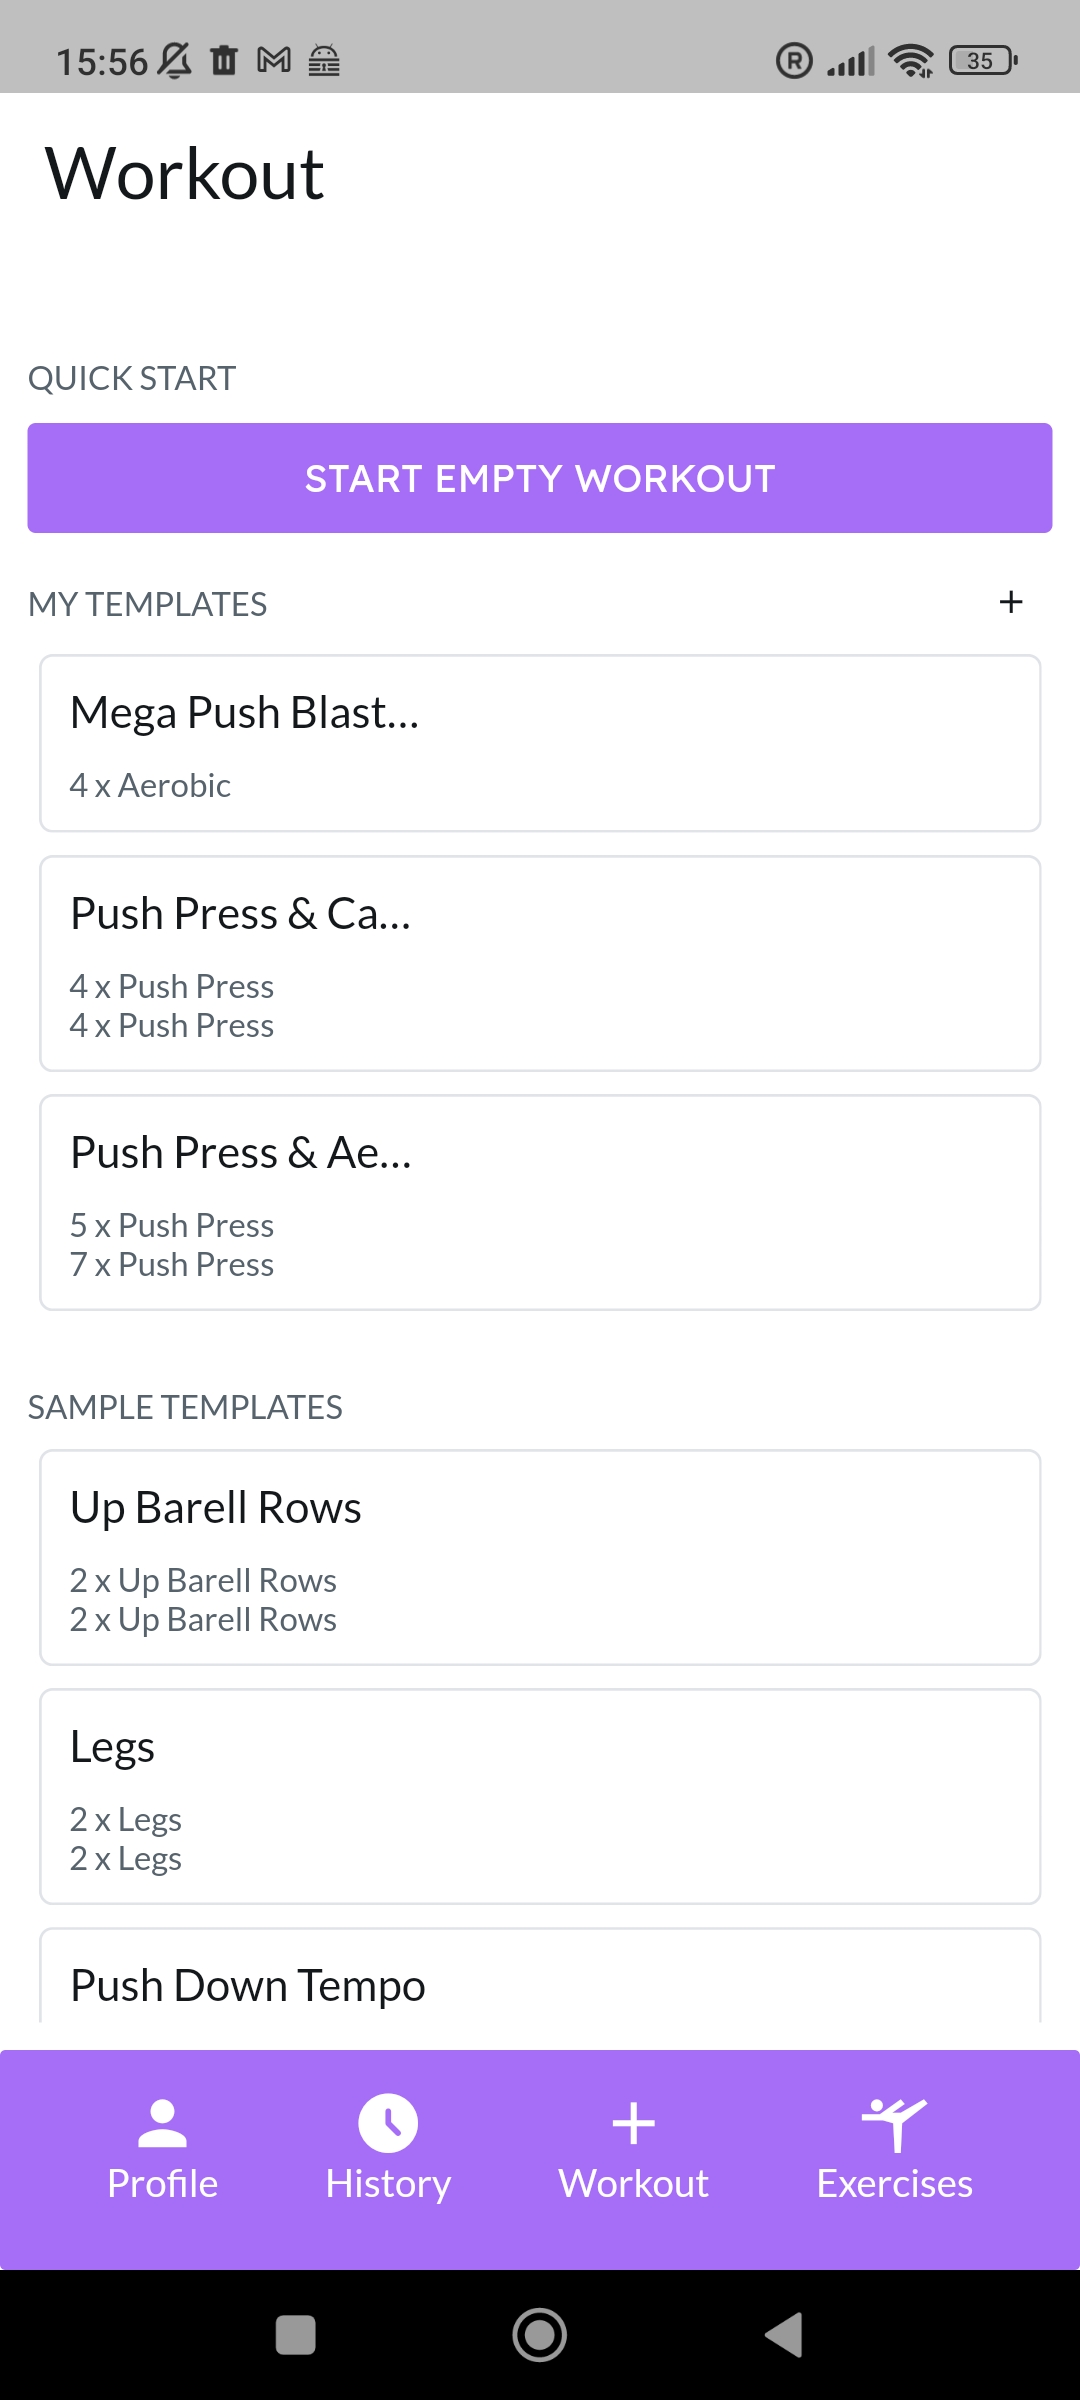 15:56
R
35
Workout
QUICK START
START EMPTY WORKOUT
MY TEMPLATES
Mega Push Blast...
4 x Aerobic
Push Press & Ca...
4 x Push Press
4 x Push Press
Push Press & Ae...
5 x Push Press
7 x Push Press
SAMPLE TEMPLATES
Up Barell Rows
2 x Up Barell Rows
2 x Up Barell Rows
Legs
2 x Legs
2 x Legs
Push Down Tempo
Profile
History
Workout
Exercises